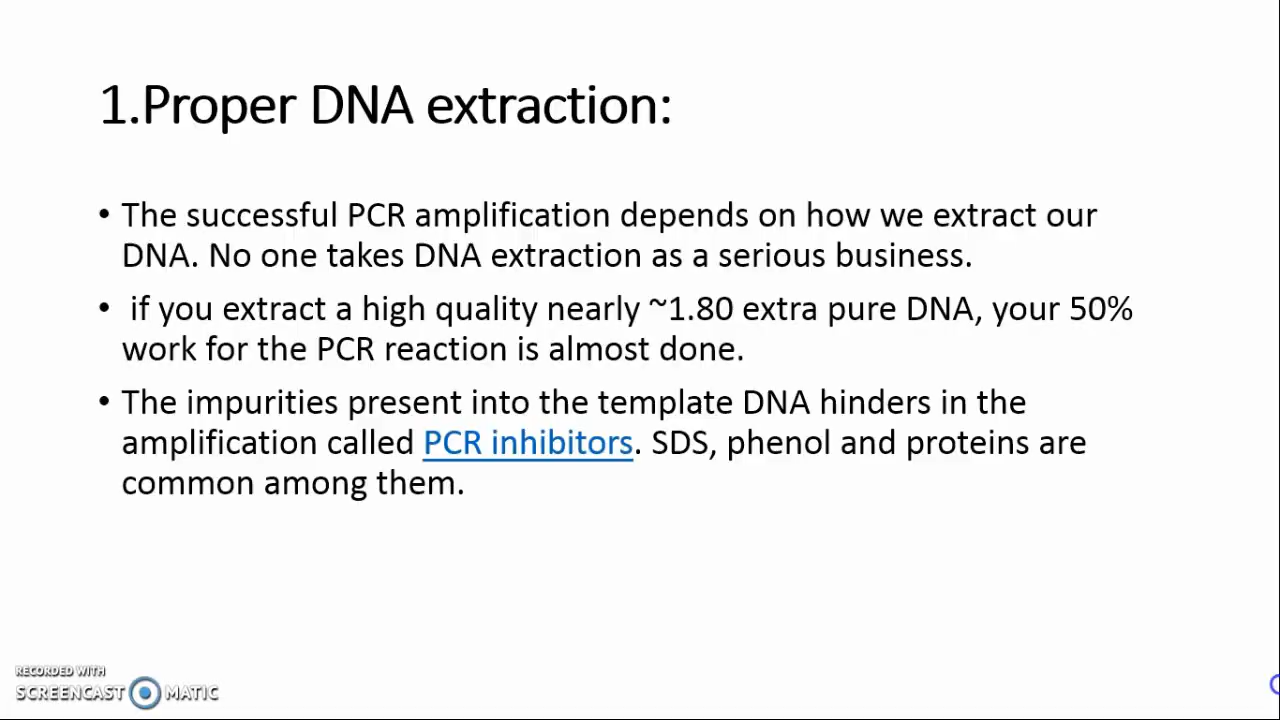 1.Proper DNA extraction:
• The successful PCR amplification depends on how we extract our
DNA. No one takes DNA extraction as a serious business.
• if you extract a high quality nearly ~1.80 extra pure DNA, your 50%
work for the PCR reaction is almost done.
• The impurities present into the template DNA hinders in the
amplification called PCR inhibitors. SDS, phenol and proteins are
common among them.
RECORDED WITH
SCREENCAST MATIC